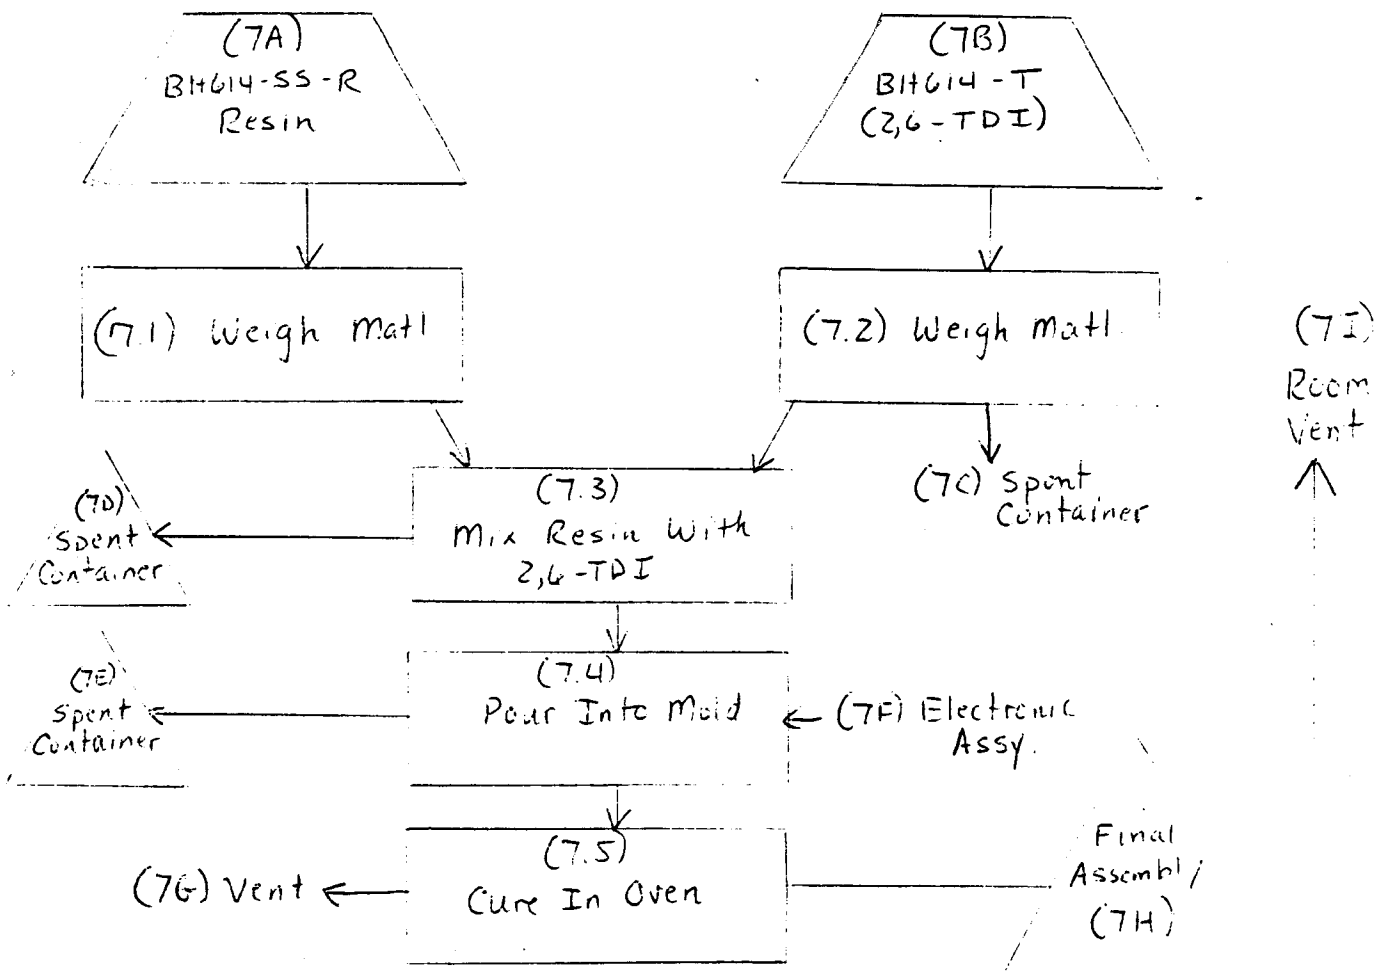 (7A)
BH614-SS-R
Resin
(7B)
BH614-T
(2,6-TDI)
(7.1) Weigh Matl
(7.2) Weigh Matl.
(7I)
Room
Vent
(7D)
Spent
Container
(7.3)
Mix Resin With
2,6-TDI
(7C) Spent
Container
(7E)
Spent
Container
(7.4)
Pour Into Mold
(7F) Electronic
Assy.
(7G) Vent
(7.5)
Cure In Oven
Final
Assembly
(7H)